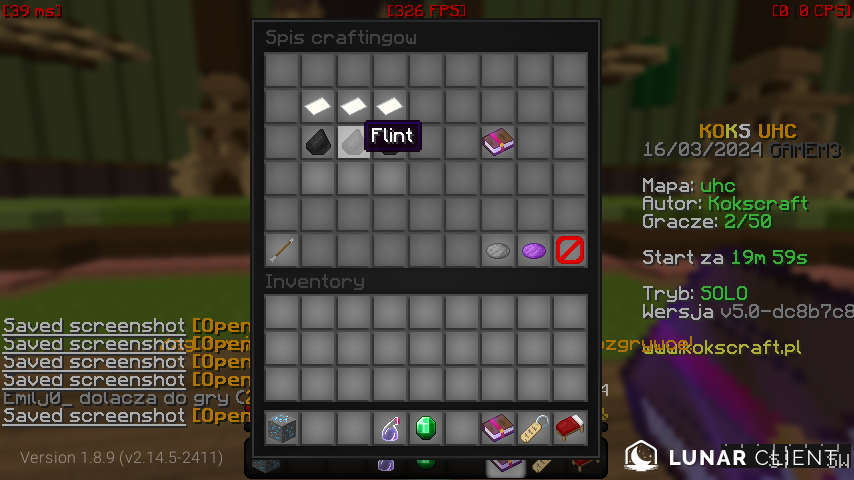 [39 ms]
[326 FPS]
[0 0 CPS]
Spis craftingow
Flint
KOKS UHC
16/03/2024 GAMEM3
Mapa: uhc
Autor: Kokscraft
Gracze: 2/50
Start za 19m 59s
Tryb: SOLO
Wersja v5.0-dc8b7c8
www.kokscraft.pl
Inventory
Saved screenshot [Open
Saved screenshot [Open
Saved screenshot [Open
Saved screenshot [Open
Emilj0_ dolacza do gry (2
Saved screenshot [Open
Version 1.8.9 (v2.14.5-2411)
LUNAR CLIENT